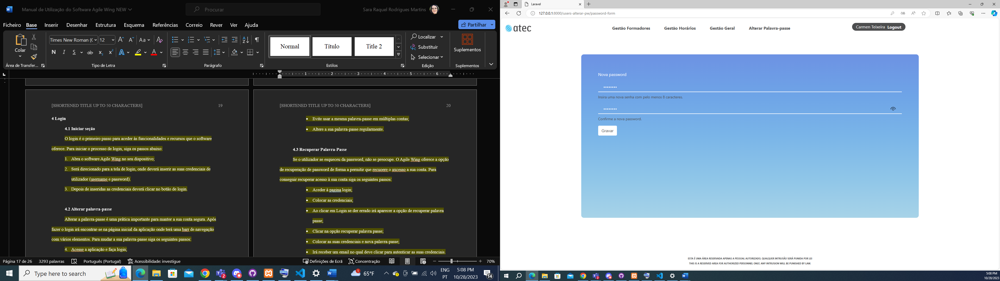 Manual de Utilização do Software Agile Wing NEW
Procurar
Sara Raquel Rodrigues Martins
Ficheiro Base Inserir Desenhar Estrutura Esquema Referências Correio Rever Ver Ajuda
Partilhar
Colar
Times New Roman (C 12
Normal Título Title 2
Localizar
Substituir
Selecionar
Suplementos
Área de Transfer... Tipo de Letra Parágrafo Estilos Edição Suplementos
1 2 3 4 5 6
[SHORTENED TITLE UP TO 50 CHARACTERS] 19
4 Login
4.1 Iniciar seção
O login é o primeiro passo para aceder às funcionalidades e recursos que o software
oferece. Para iniciar o processo de login, siga os passos abaixo:
1. Abra o software Agile Wing no seu dispositivo;
2. Será direcionado para a tela de login, onde deverá inserir as suas credenciais de
utilizador (username e password).
3. Depois de inseridas as credenciais deverá clicar no botão de login.
4.2 Alterar palavra-passe
Alterar a palavra-passe é uma prática importante para manter a sua conta segura. Após
fazer o login irá encontrar-se na página inicial da aplicação onde terá uma barr de navegação
com vários elementos. Para mudar a sua palavra-passe siga os seguintes passos:
4. Acesse a aplicação e faça login;
[SHORTENED TITLE UP TO 50 CHARACTERS] 20
• Evite usar a mesma palavra-passe em múltiplas contas;
• Altere a sua palavra-passe regularmente.
4.3 Recuperar Palavra-Passe
Se o utilizador se esqueceu da password, não se preocupe. O Agile Wing oferece a opção
de recuperação de password de forma a permitir que recuoere o axcesso a sua conta. Para
conseguir recuperar acesso à sua conta siga os seguintes passos:
• Aceder à pagina login;
• Colocar as credenciais;
• Ao clicar em Login se der errado irá aparecer a opção de recuperar palavra
passe;
• Clicar na opção recuperar palavra passe;
• Colocar as suas credenciais e nova palavra-passe;
• Irá receber um email no qual deve clicar para autenticar as suas credenciais.
Página 17 de 26 3293 palavras Português (Portugal) Acessibilidade: investigue
Definições de Ecrã Concentração 70%
Type here to search
65°F
ENG
PT
5:08 PM
10/28/2023
14
Laravel
127.0.0.1:8000/users-alterar-pw/password-form
atec
Gestão Formadores Gestão Horários Gestão Geral Alterar Palavra-passe
Carmen Teixeira Logout
Nova password
Insira uma nova senha com pelo menos 8 caracteres.
Confirme a nova password.
Gravar
ESTA É UMA ÁREA RESERVADA APENAS A PESSOAL AUTORIZADO, QUALQUER INTRUSÃO SERÁ PUNIDA POR LEI
THIS IS A RESERVED AREA FOR AUTHORIZED PERSONNEL ONLY, ANY INTRUSION WILL BE PUNISHED BY LAW.
5:08 PM
10/28/2023